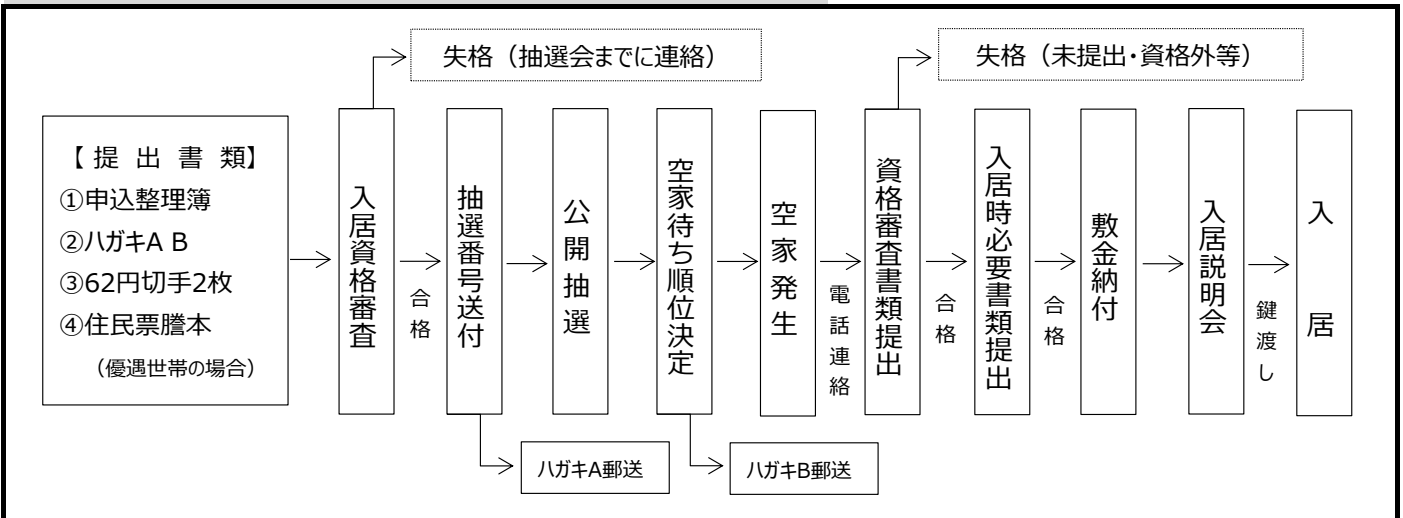 失格（抽選会までに連絡）
失格（未提出・資格外等）
【 提 出 書 類】
①申込整理簿
②ハガキA B
③62円切手2枚
④住民票謄本
（優遇世帯の場合）
入居資格審査
合格
抽選番号送付
公開抽選
空家待ち順位決定
空家発生
電話連絡
資格審査書類提出
合格
入居時必要書類提出
合格
敷金納付
入居説明会
鍵渡し
入居
ハガキA郵送
ハガキB郵送